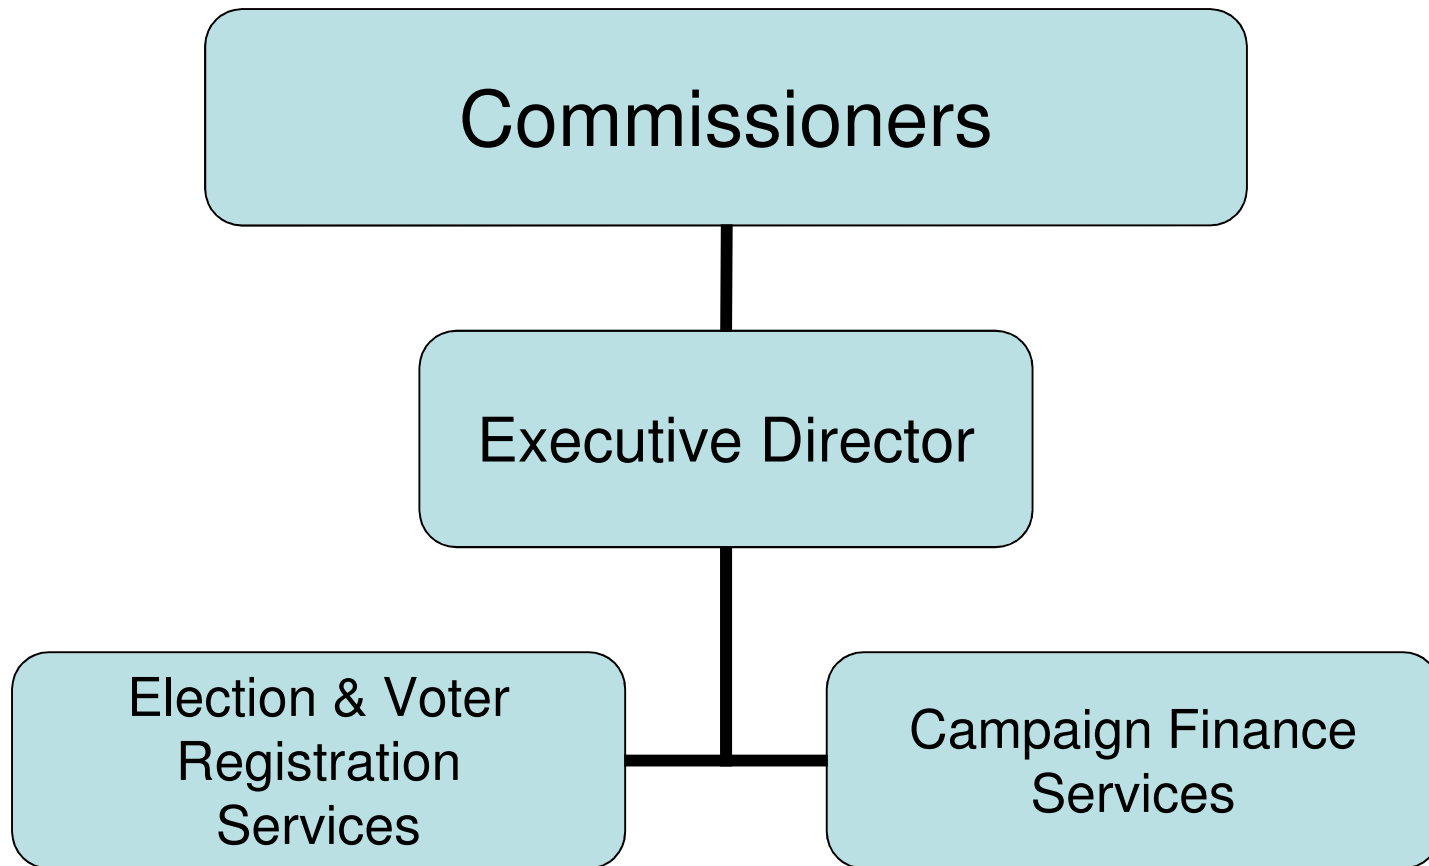 Commissioners
Executive Director
Election & Voter
Registration
Services
Campaign Finance
Services